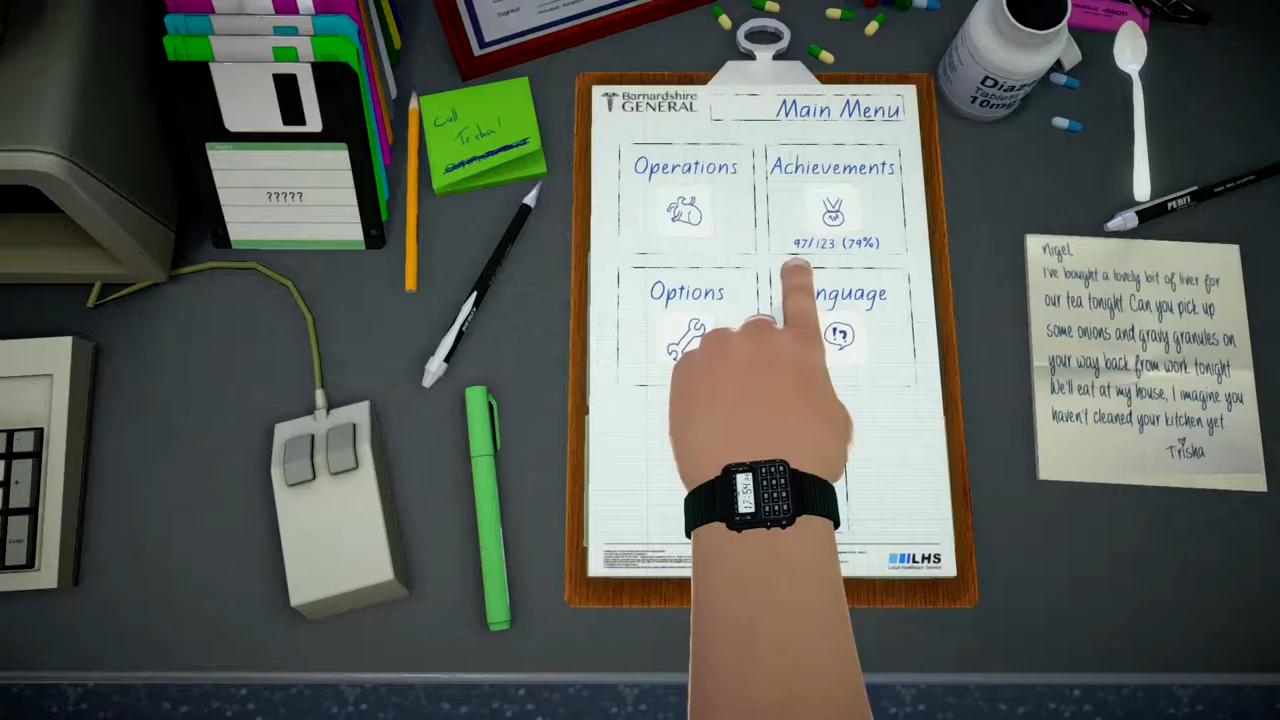 Call
Trisha!
?????
Barnardshire
GENERAL
Main Menu
Operations
Achievements
97/123 (79%)
Options
nguage
!?
LHS
Local Healthcare Service
Diaz
Tablets
10mg
PERIT
Nigel
I've bought a lovely bit of liver for
our tea tonight Can you pick up
some onions and gravy granules on
your way back from work tonight
We'll eat at my house, I imagine you
haven't cleaned your kitchen yet.
Trisha